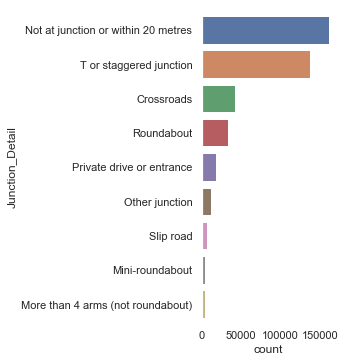 Not at junction or within 20 metres
T or staggered junction
Crossroads
Roundabout
Private drive or entrance
Other junction
Slip road
Mini-roundabout
More than 4 arms (not roundabout)
Junction_Detail
0 50000 100000 150000
count